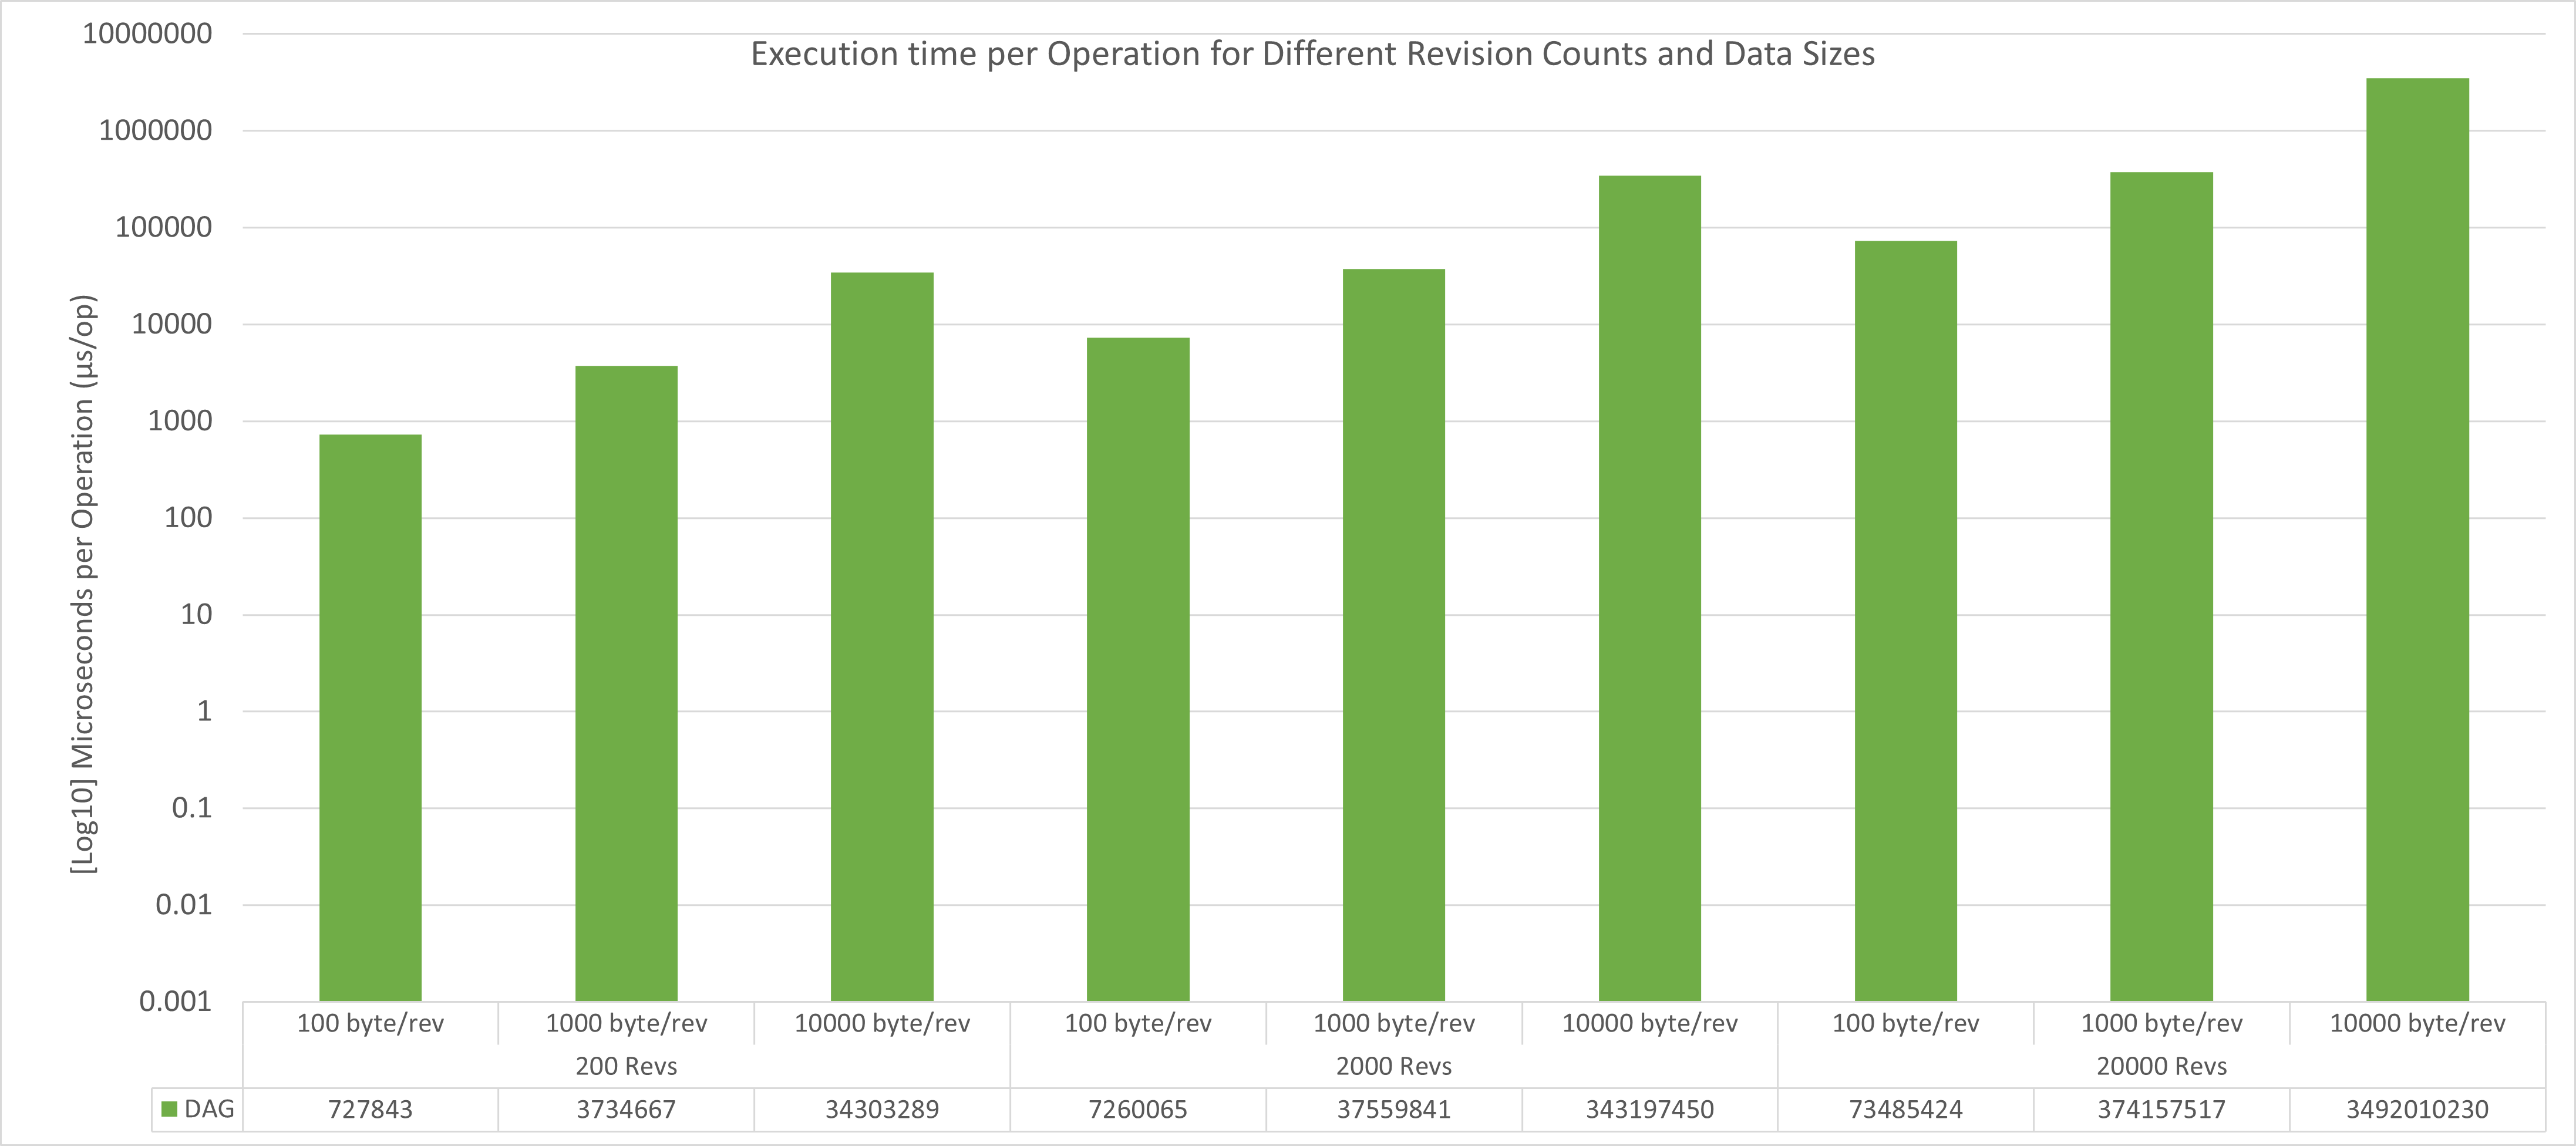 Execution time per Operation for Different Revision Counts and Data Sizes
[Log10] Microseconds per Operation (µs/op)
10000000
1000000
100000
10000
1000
100
10
1
0.1
0.01
0.001
100 byte/rev 1000 byte/rev 10000 byte/rev 100 byte/rev 1000 byte/rev 10000 byte/rev 100 byte/rev 1000 byte/rev 10000 byte/rev
200 Revs 2000 Revs 20000 Revs
DAG 727843 3734667 34303289 7260065 37559841 343197450 73485424 374157517 3492010230